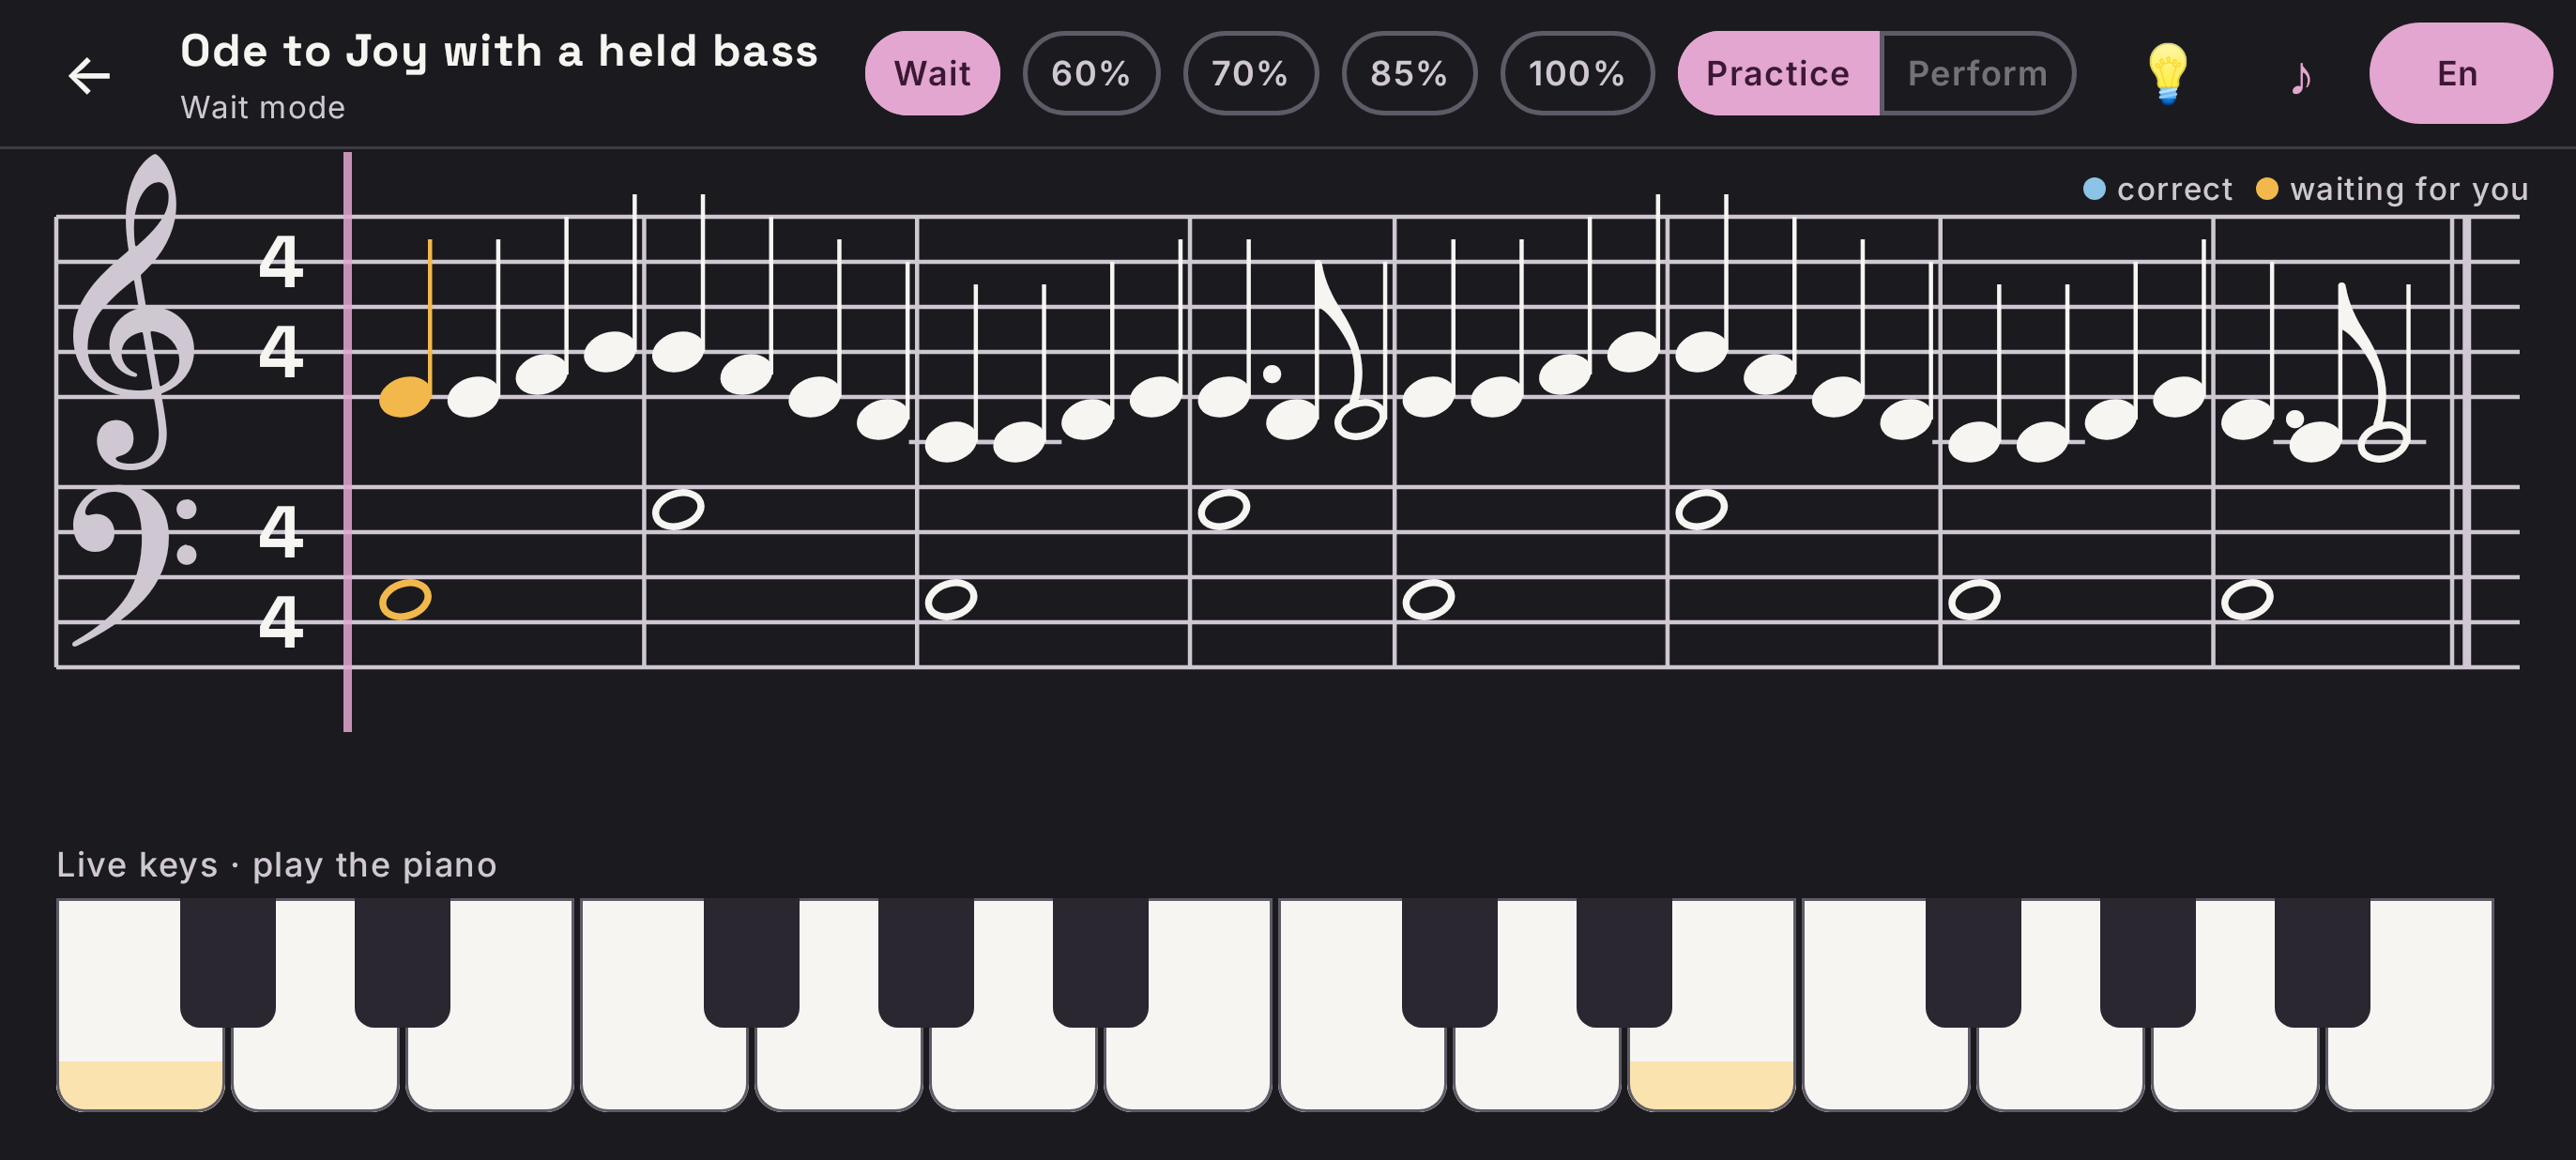 Ode to Joy with a held bass
Wait mode
Wait 60% 70% 85% 100% Practice Perform En
correct waiting for you
4
4
4
4
Live keys · play the piano